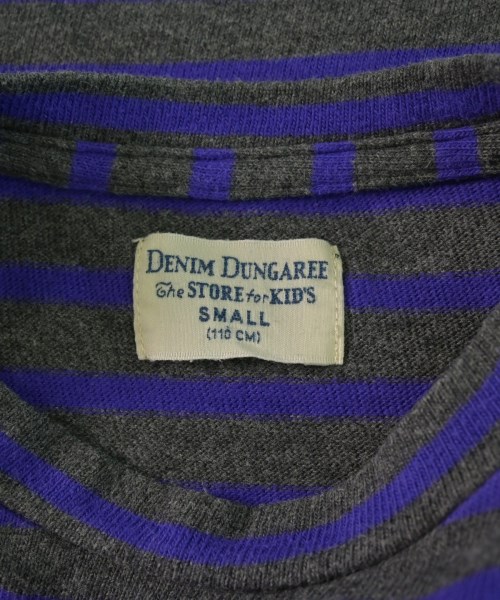 DENIM DUNGAREE
The STORE for KID'S
SMALL
(110 CM)